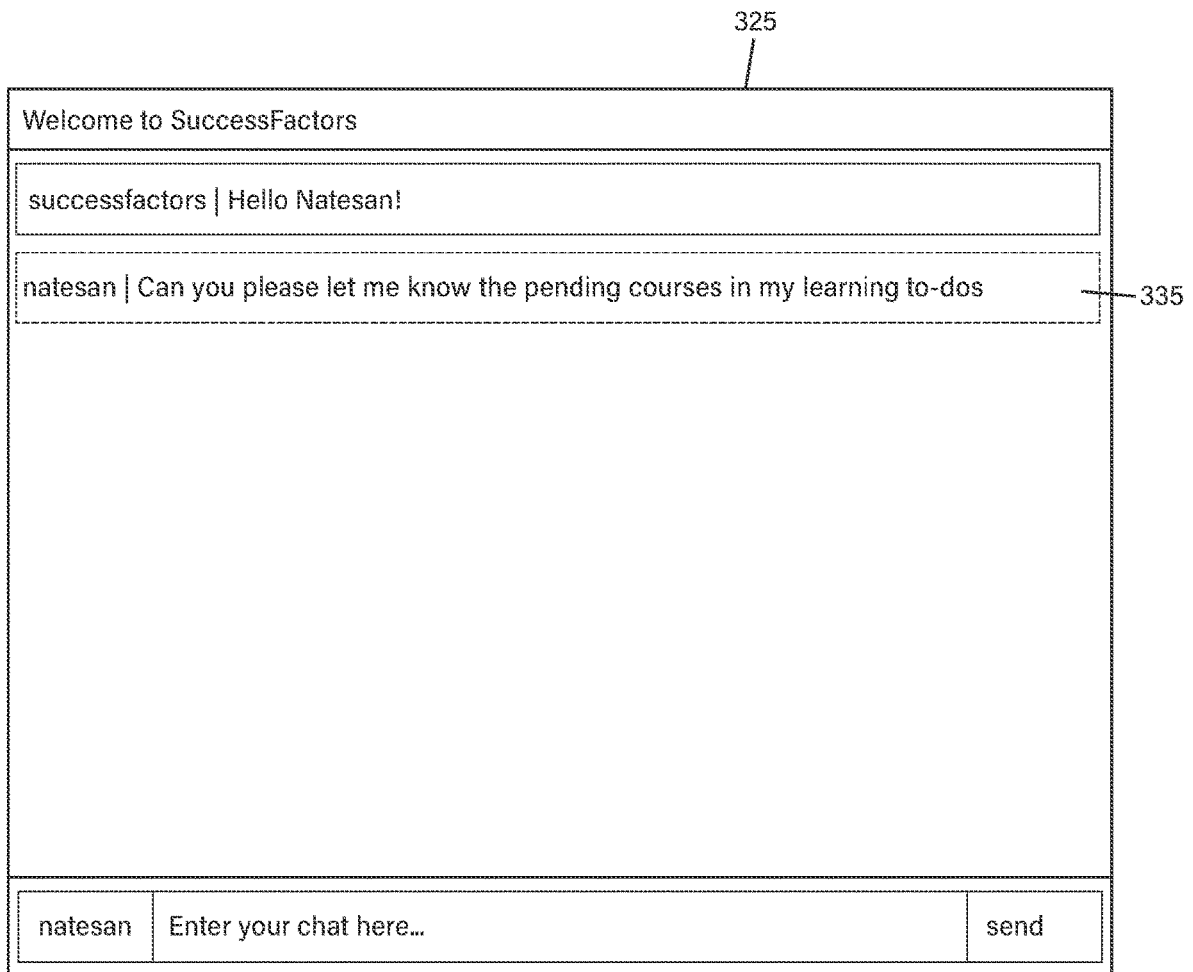 325
Welcome to SuccessFactors
successfactors | Hello Natesan!
natesan | Can you please let me know the pending courses in my learning to-dos
335
natesan Enter your chat here... send